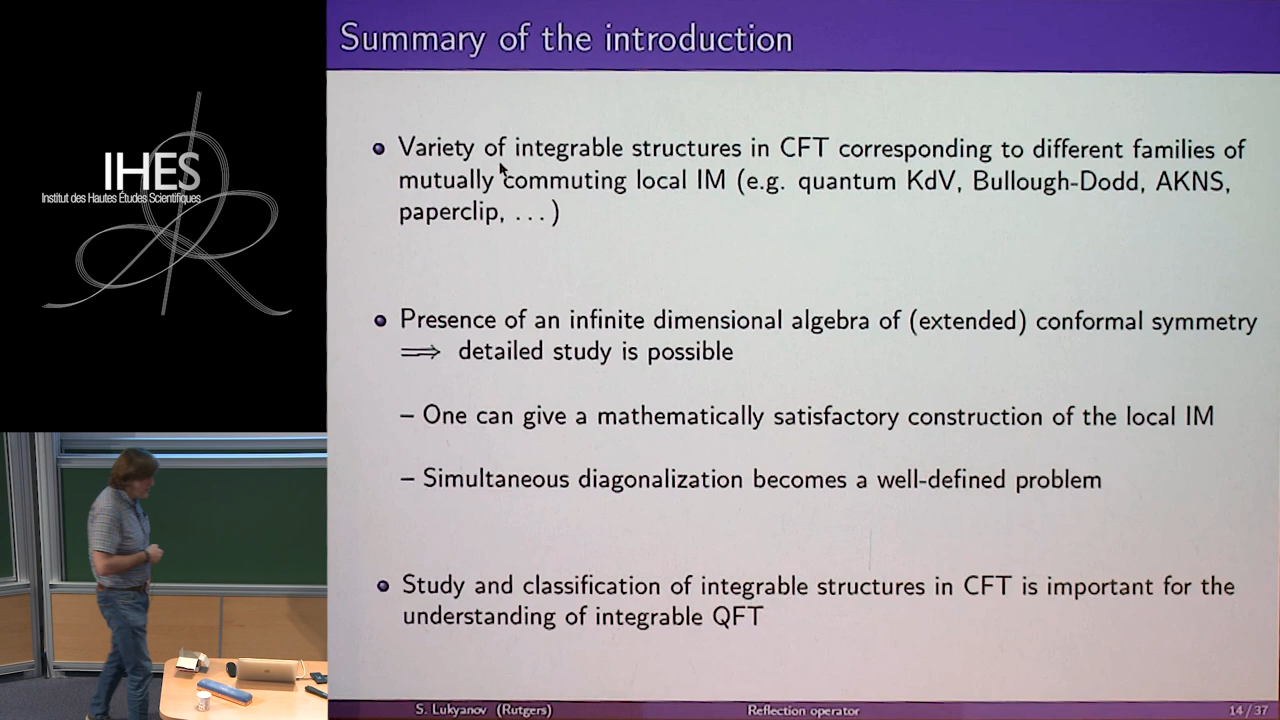 Summary of the introduction
Variety of integrable structures in CFT corresponding to different families of
mutually commuting local IM (e.g. quantum KdV, Bullough-Dodd, AKNS,
paperclip, ...)
Presence of an infinite dimensional algebra of (extended) conformal symmetry
⟹ detailed study is possible
– One can give a mathematically satisfactory construction of the local IM
– Simultaneous diagonalization becomes a well-defined problem
Study and classification of integrable structures in CFT is important for the
understanding of integrable QFT
S. Lukyanov (Rutgers) Reflection operator 14 / 37
IHES
Institut des Hautes Études Scientifiques